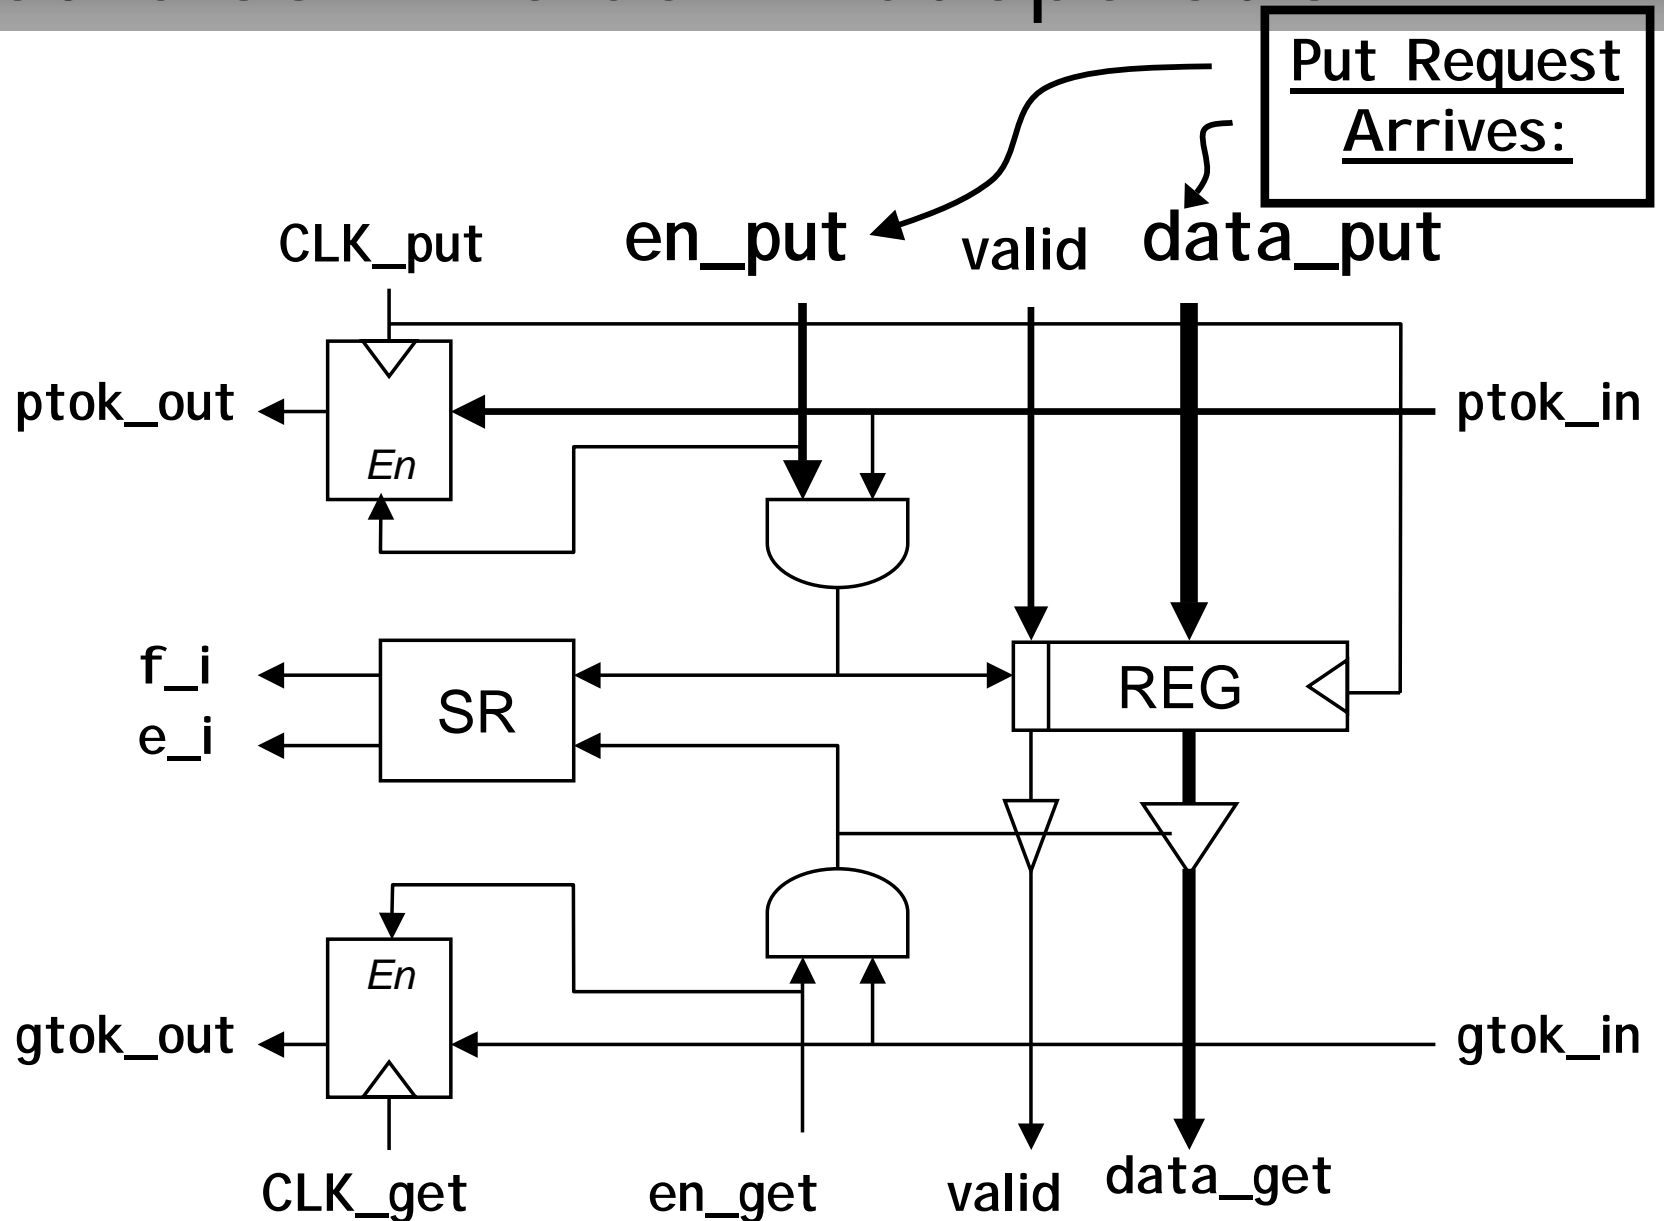 Put Request
Arrives:
CLK_put
en_put
valid
data_put
ptok_out
ptok_in
En
f_i
e_i
SR
REG
En
gtok_out
gtok_in
CLK_get
en_get
valid
data_get